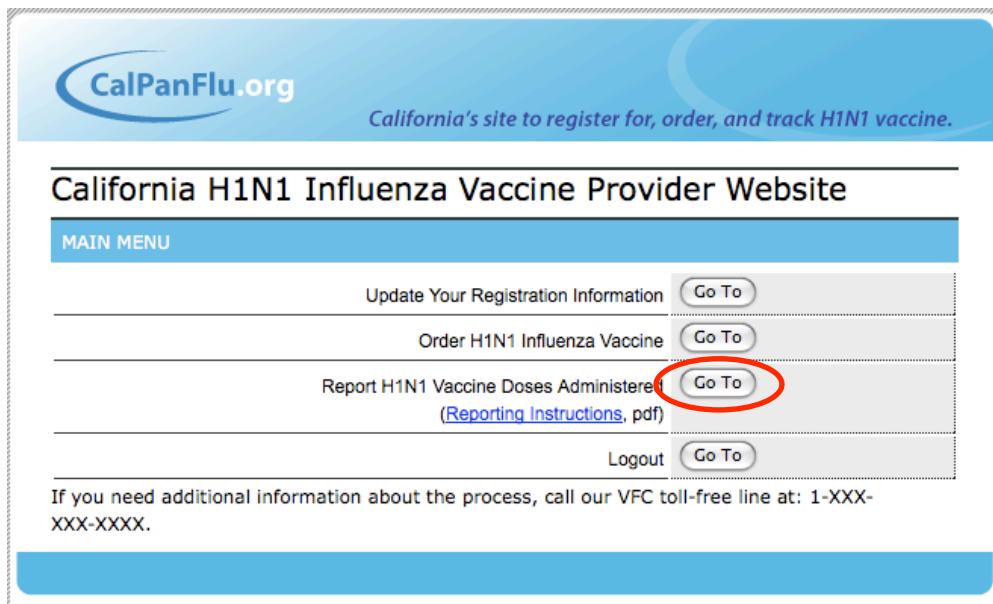 CalPanFlu.org
California's site to register for, order, and track H1N1 vaccine.
California H1N1 Influenza Vaccine Provider Website
MAIN MENU
Update Your Registration Information Go To
Order H1N1 Influenza Vaccine Go To
Report H1N1 Vaccine Doses Administered Go To
(Reporting Instructions, pdf)
Logout Go To
If you need additional information about the process, call our VFC toll-free line at: 1-XXX-
XXX-XXXX.